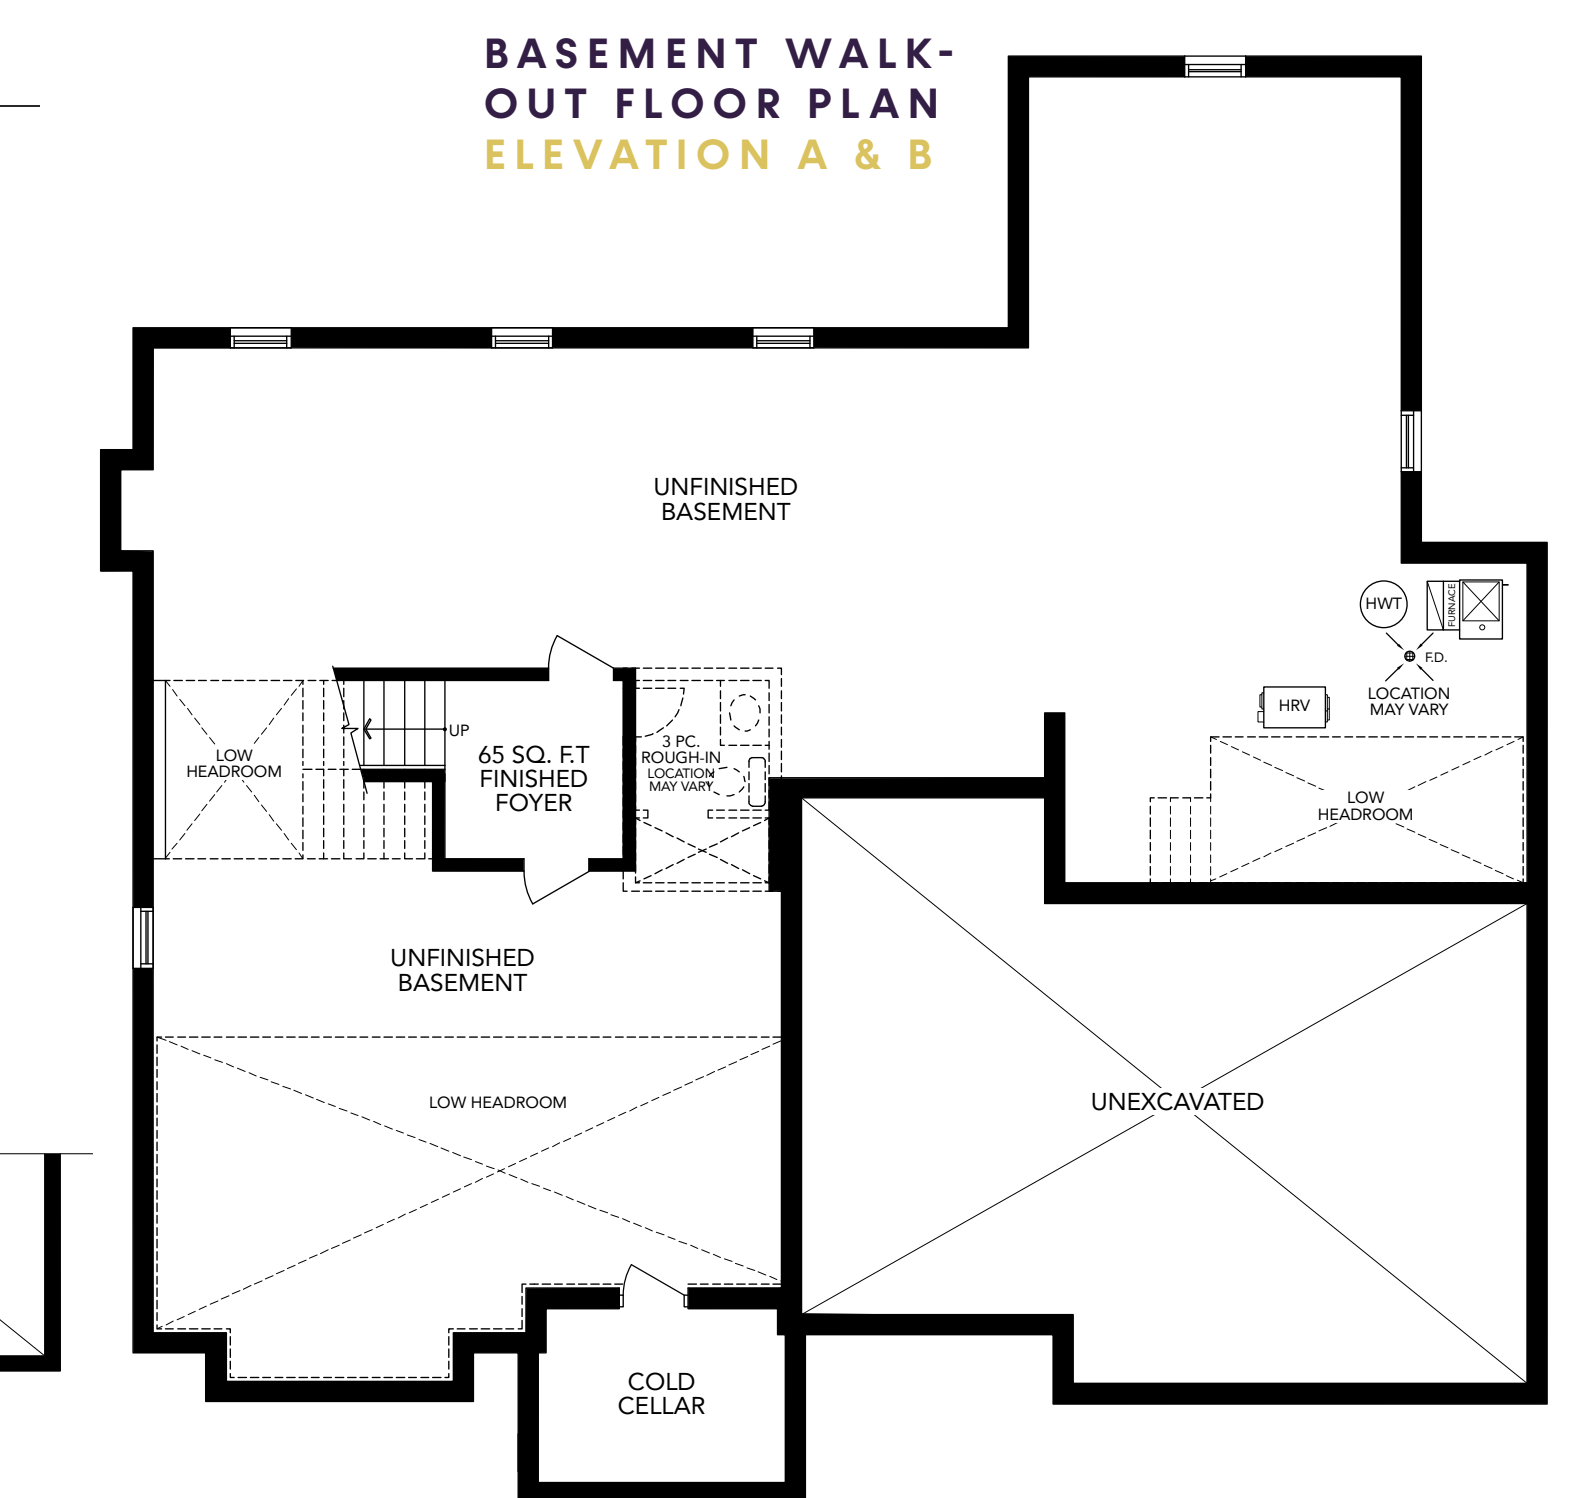 BASEMENT WALK-
OUT FLOOR PLAN
ELEVATION A & B
UNFINISHED
BASEMENT
HWT
FURNACE
F.D.
LOCATION
MAY VARY
HRV
LOW
HEADROOM
UP
65 SQ. F.T
FINISHED
FOYER
3 PC.
ROUGH-IN
LOCATION
MAY VARY
LOW
HEADROOM
UNFINISHED
BASEMENT
LOW HEADROOM
UNEXCAVATED
COLD
CELLAR